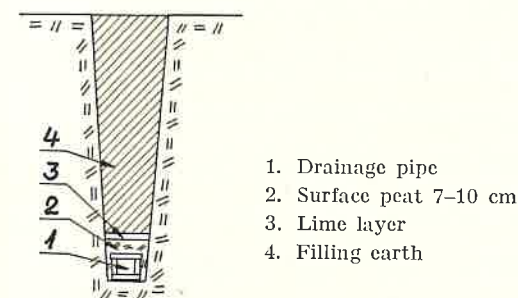 4
3
2
1
1. Drainage pipe
2. Surface peat 7–10 cm
3. Lime layer
4. Filling earth